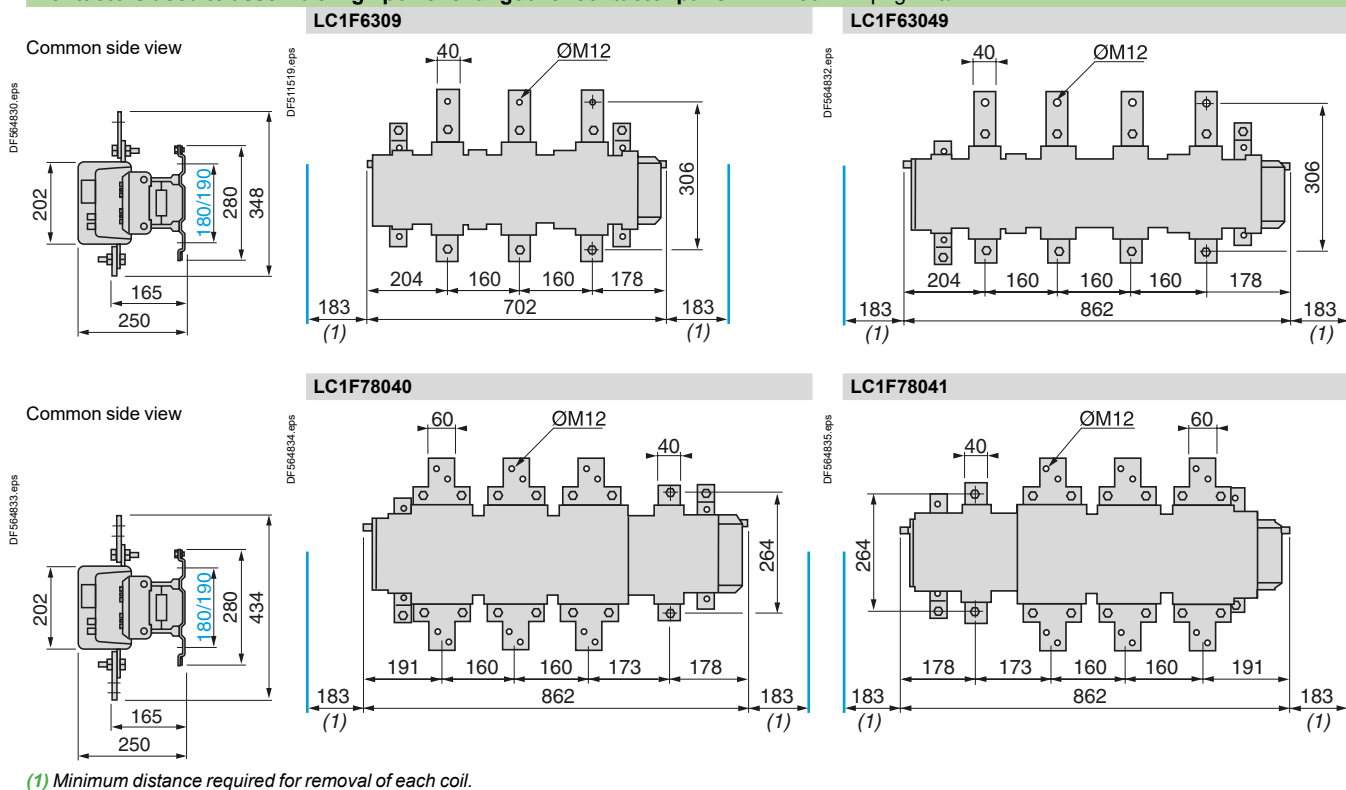 LC1F6309
LC1F63049
Common side view
DF564830.eps
202
180/190
280
348
165
250
DF511519.eps
40
ØM12
306
204 160 160 178
183 702 183
(1) (1)
DF564832.eps
40
ØM12
306
204 160 160 160 178
183 862 183
(1) (1)
LC1F78040
LC1F78041
Common side view
DF564833.eps
202
180/190
280
434
165
250
DF564834.eps
60
ØM12
40
264
191 160 160 173 178
183 862 183
(1) (1)
DF564835.eps
40
ØM12
60
264
178 173 160 160 191
183 862 183
(1) (1)
(1) Minimum distance required for removal of each coil.